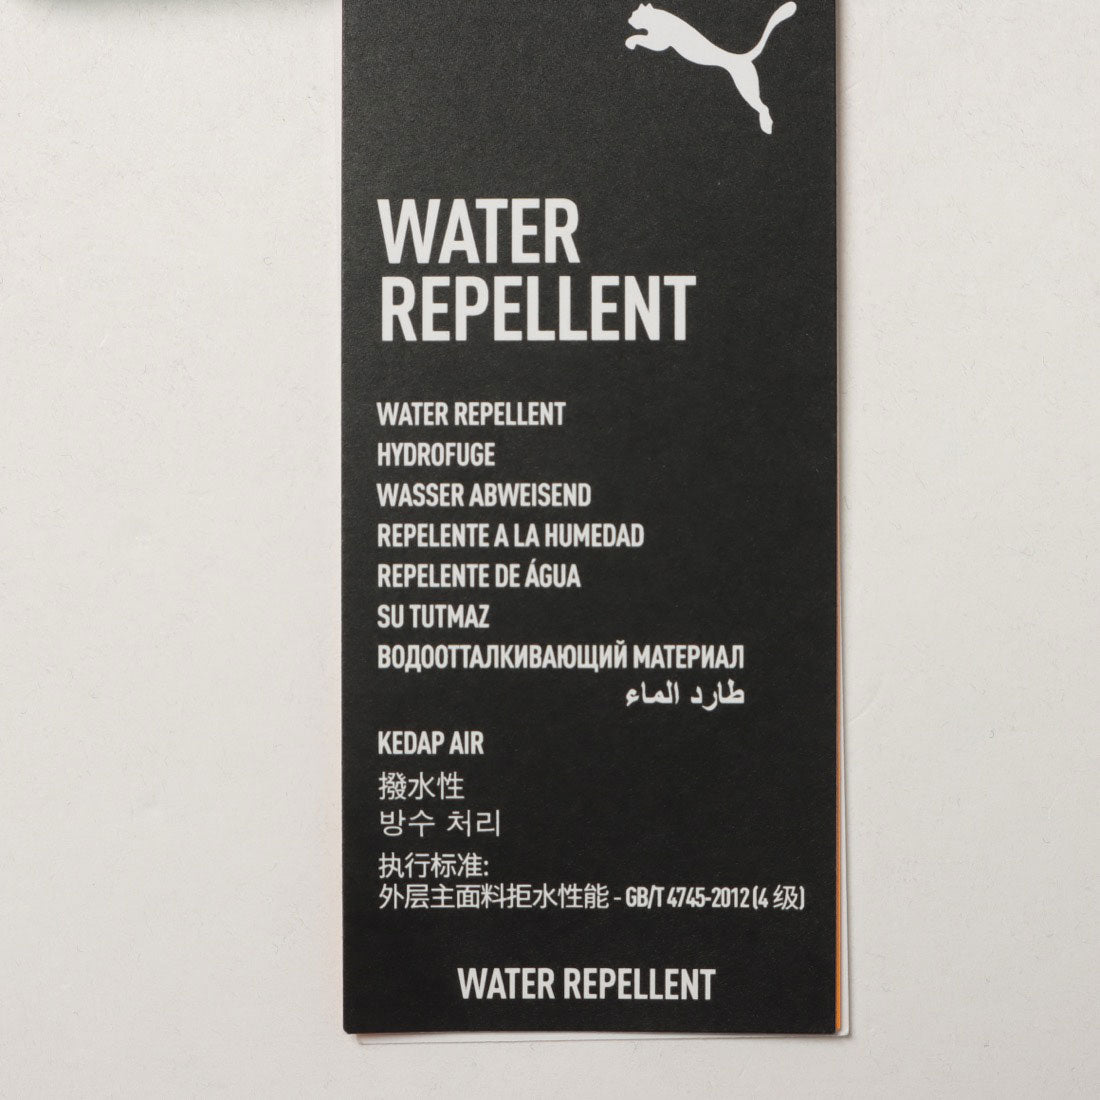 WATER
REPELLENT
WATER REPELLENT
HYDROFUGE
WASSER ABWEISEND
REPELENTE A LA HUMEDAD
REPELENTE DE ÁGUA
SU TUTMAZ
ВОДООТТАЛКИВАЮЩИЙ МАТЕРИАЛ
طارد الماء
KEDAP AIR
撥水性
방수 처리
执行标准:
外层主面料拒水性能 - GB/T 4745-2012 (4 级)
WATER REPELLENT